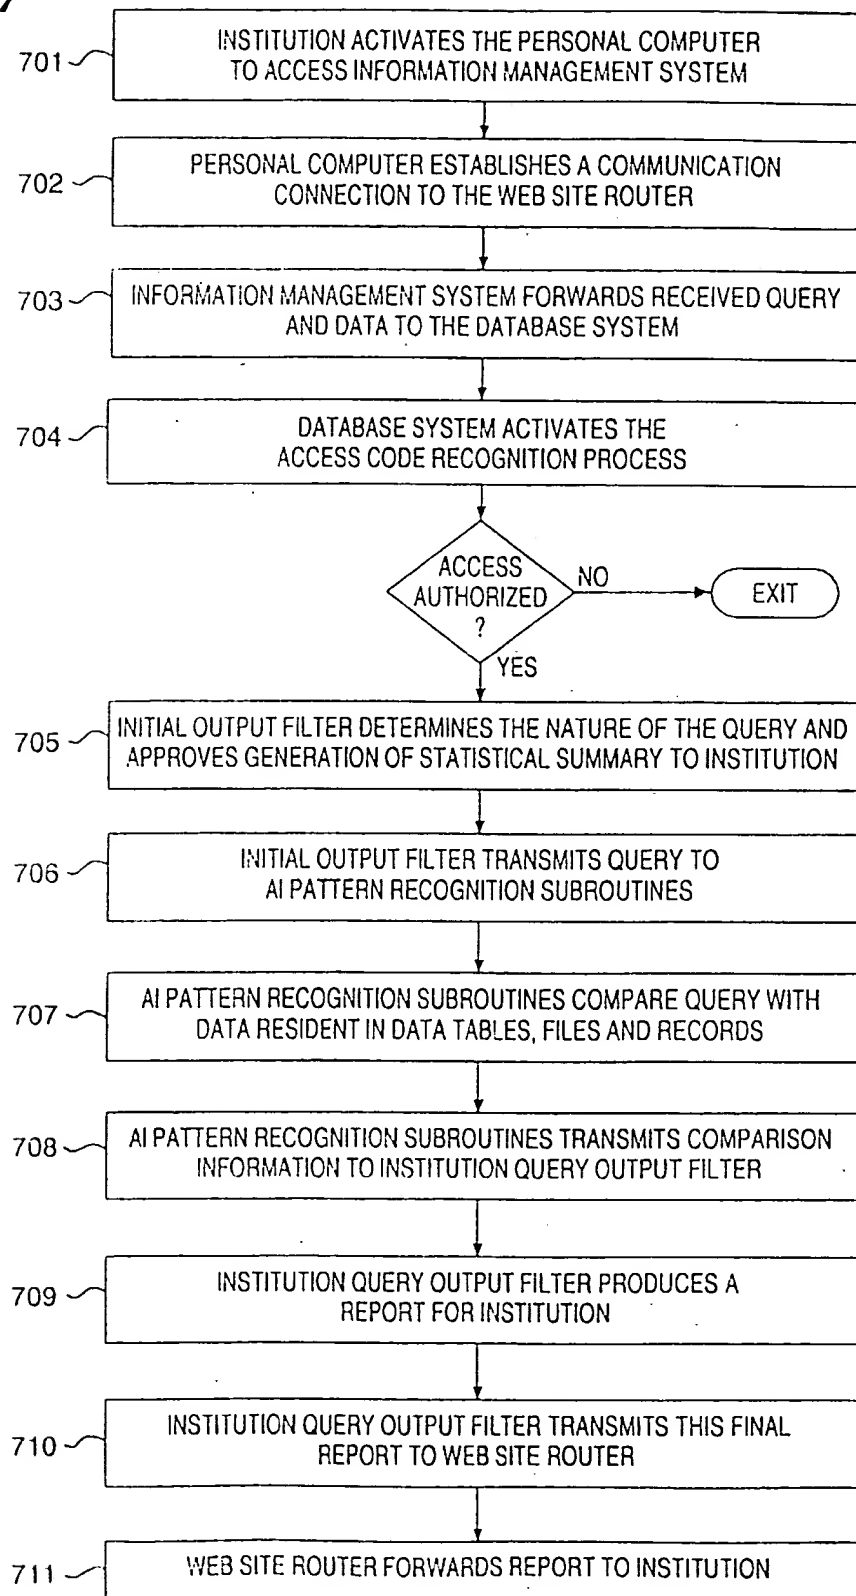 701
INSTITUTION ACTIVATES THE PERSONAL COMPUTER
TO ACCESS INFORMATION MANAGEMENT SYSTEM
702
PERSONAL COMPUTER ESTABLISHES A COMMUNICATION
CONNECTION TO THE WEB SITE ROUTER
703
INFORMATION MANAGEMENT SYSTEM FORWARDS RECEIVED QUERY
AND DATA TO THE DATABASE SYSTEM
704
DATABASE SYSTEM ACTIVATES THE
ACCESS CODE RECOGNITION PROCESS
ACCESS
AUTHORIZED
?
NO
EXIT
YES
705
INITIAL OUTPUT FILTER DETERMINES THE NATURE OF THE QUERY AND
APPROVES GENERATION OF STATISTICAL SUMMARY TO INSTITUTION
706
INITIAL OUTPUT FILTER TRANSMITS QUERY TO
AI PATTERN RECOGNITION SUBROUTINES
707
AI PATTERN RECOGNITION SUBROUTINES COMPARE QUERY WITH
DATA RESIDENT IN DATA TABLES, FILES AND RECORDS
708
AI PATTERN RECOGNITION SUBROUTINES TRANSMITS COMPARISON
INFORMATION TO INSTITUTION QUERY OUTPUT FILTER
709
INSTITUTION QUERY OUTPUT FILTER PRODUCES A
REPORT FOR INSTITUTION
710
INSTITUTION QUERY OUTPUT FILTER TRANSMITS THIS FINAL
REPORT TO WEB SITE ROUTER
711
WEB SITE ROUTER FORWARDS REPORT TO INSTITUTION